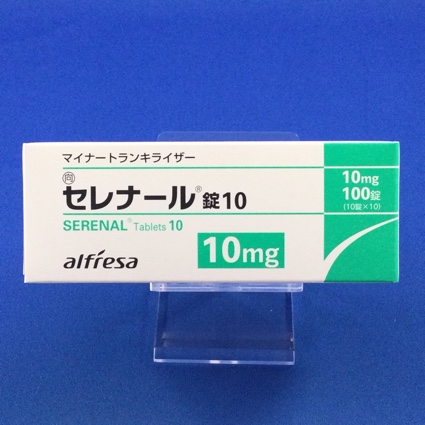 マイナートランキライザー
㊠ セレナール®錠10
SERENAL® Tablets 10
10mg
alfresa
10mg
100錠
(10錠×10)